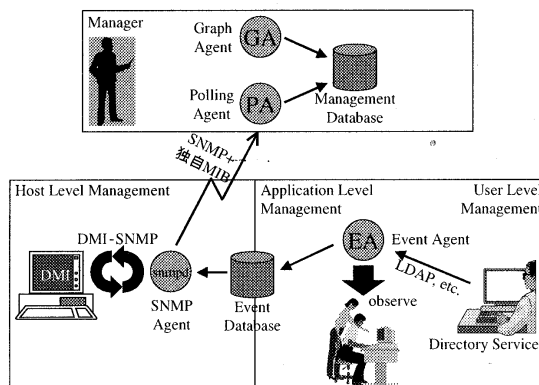 Manager
Graph
Agent
GA
Polling
Agent
PA
Management
Database
SNMP+
独自MIB
Host Level Management
Application Level
Management
User Level
Management
DMI-SNMP
DMI
snmpd
SNMP
Agent
Event
Database
EA
Event Agent
LDAP, etc.
observe
Directory Service